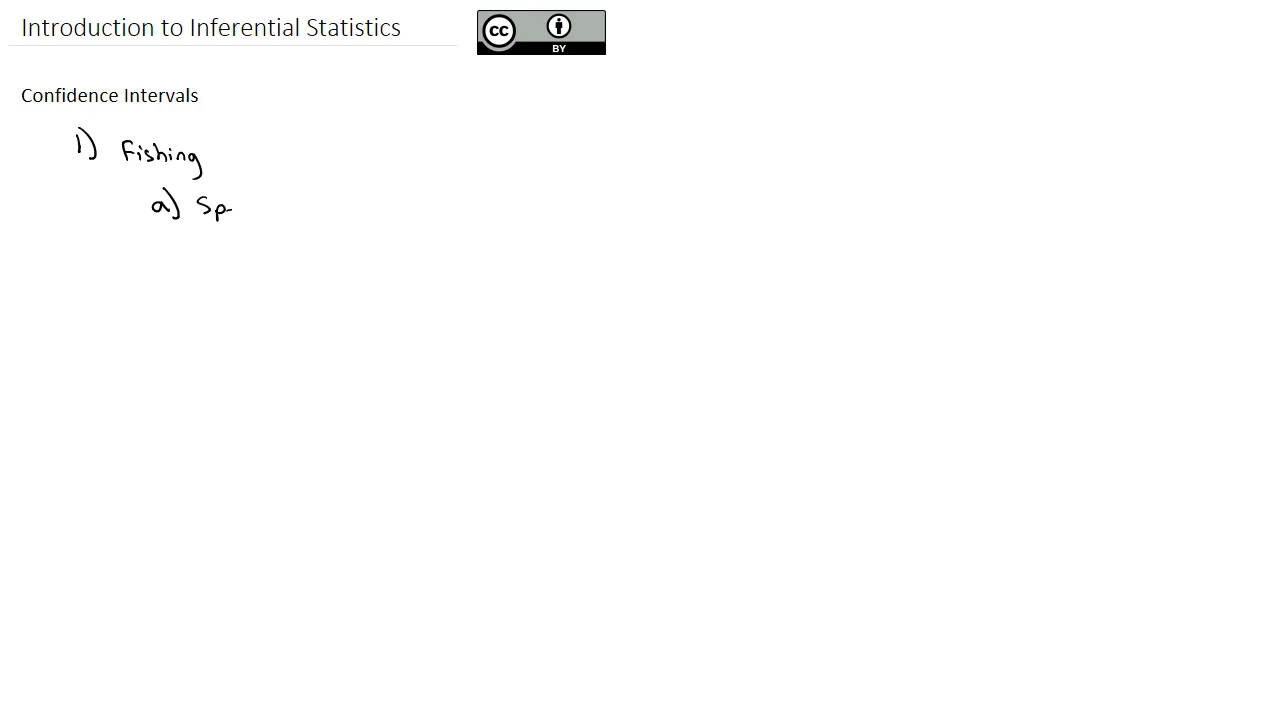 Introduction to Inferential Statistics
CC BY
Confidence Intervals
1) Fishing
a) Sp